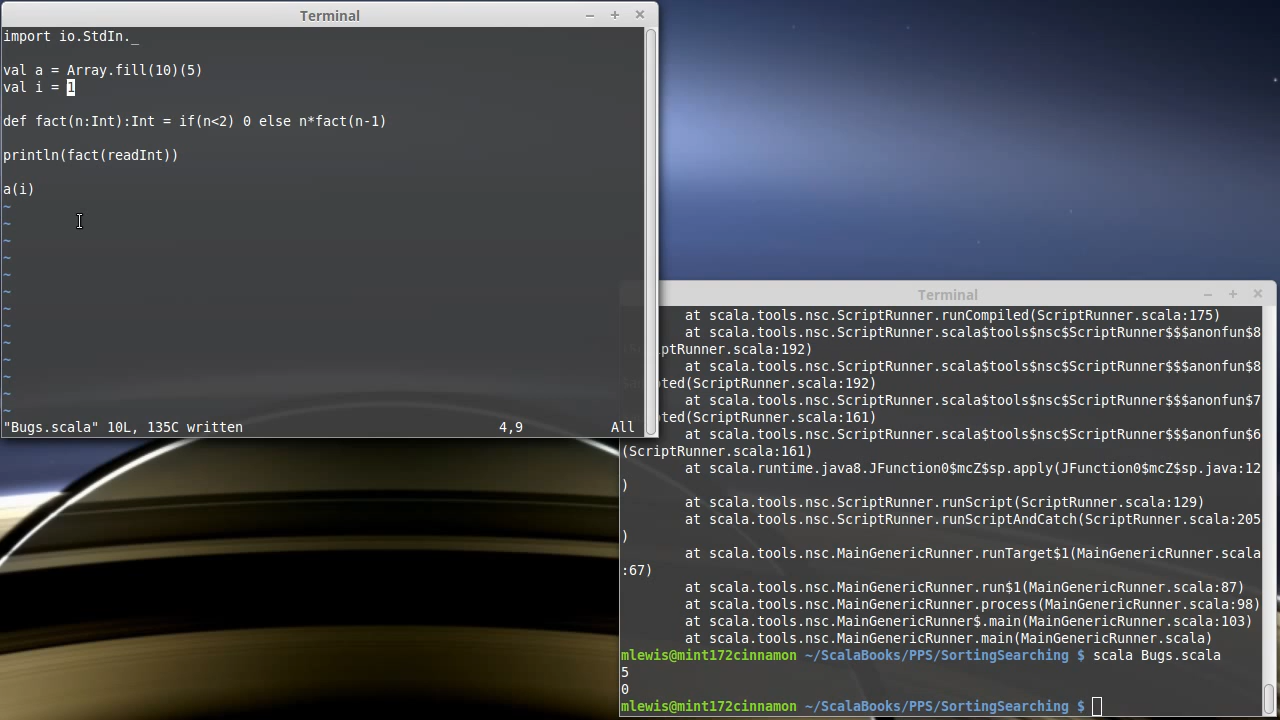 Terminal
import io.StdIn._
val a = Array.fill(10)(5)
val i = 1
def fact(n:Int):Int = if(n<2) 0 else n*fact(n-1)
println(fact(readInt))
a(i)
~
~
~
~
~
~
~
~
~
~
~
~
~
"Bugs.scala" 10L, 135C written 4,9 All
Terminal
at scala.tools.nsc.ScriptRunner.runCompiled(ScriptRunner.scala:175)
at scala.tools.nsc.ScriptRunner.scala$tools$nsc$ScriptRunner$$$anonfun$8
ptRunner.scala:192)
at scala.tools.nsc.ScriptRunner.scala$tools$nsc$ScriptRunner$$$anonfun$8
pted(ScriptRunner.scala:192)
at scala.tools.nsc.ScriptRunner.scala$tools$nsc$ScriptRunner$$$anonfun$7
pted(ScriptRunner.scala:161)
at scala.tools.nsc.ScriptRunner.scala$tools$nsc$ScriptRunner$$$anonfun$6
(ScriptRunner.scala:161)
at scala.runtime.java8.JFunction0$mcZ$sp.apply(JFunction0$mcZ$sp.java:12
)
at scala.tools.nsc.ScriptRunner.runScript(ScriptRunner.scala:129)
at scala.tools.nsc.ScriptRunner.runScriptAndCatch(ScriptRunner.scala:205
)
at scala.tools.nsc.MainGenericRunner.runTarget$1(MainGenericRunner.scala
:67)
at scala.tools.nsc.MainGenericRunner.run$1(MainGenericRunner.scala:87)
at scala.tools.nsc.MainGenericRunner.process(MainGenericRunner.scala:98)
at scala.tools.nsc.MainGenericRunner$.main(MainGenericRunner.scala:103)
at scala.tools.nsc.MainGenericRunner.main(MainGenericRunner.scala)
mlewis@mint172cinnamon ~/ScalaBooks/PPS/SortingSearching $ scala Bugs.scala
5
0
mlewis@mint172cinnamon ~/ScalaBooks/PPS/SortingSearching $